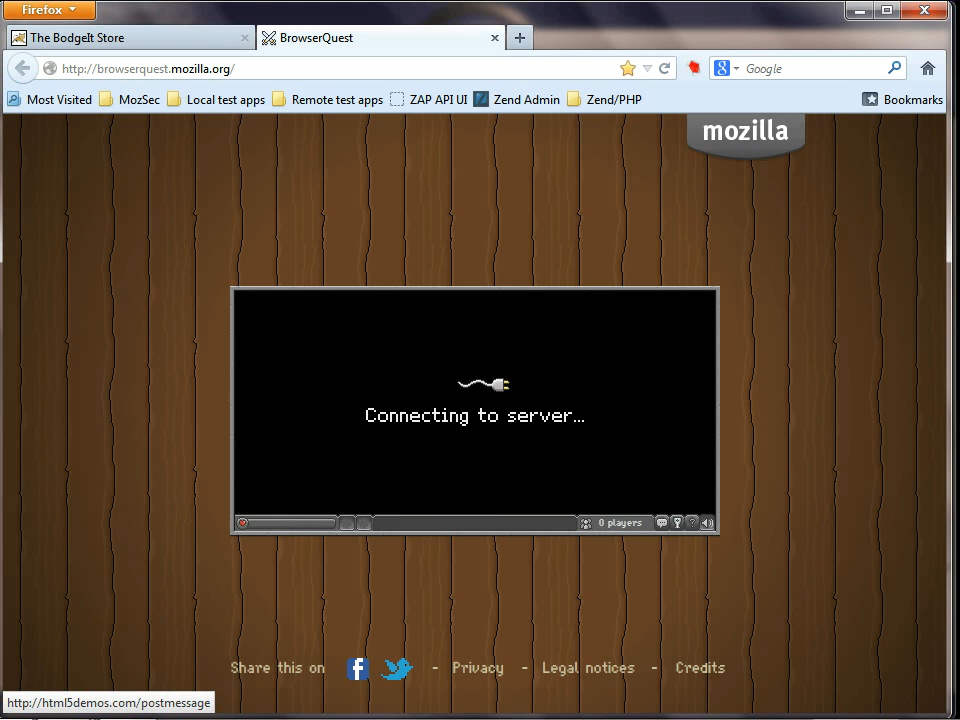 Firefox
The BodgeIt Store
BrowserQuest
http://browserquest.mozilla.org/
Google
Most Visited MozSec Local test apps Remote test apps ZAP API UI Zend Admin Zend/PHP Bookmarks
mozilla
Connecting to server...
0 players
Share this on - Privacy - Legal notices - Credits
http://html5demos.com/postmessage